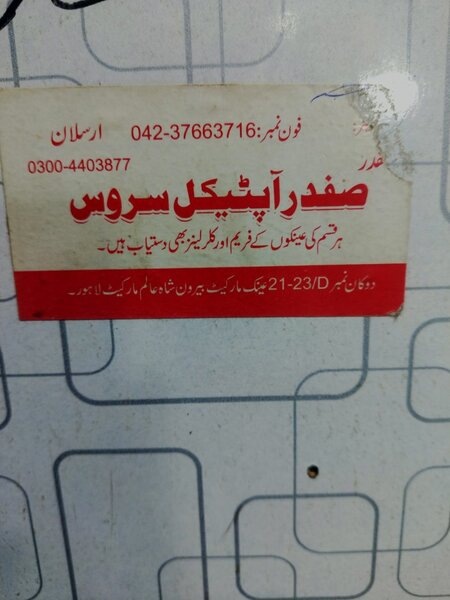 فون نمبر: 042-37663716 ارسلان
0300-4403877
صفدر آپٹیکل سروس
ہر قسم کی عینکوں کے فریم اور کلر لینز بھی دستیاب ہیں۔
دوکان نمبر 21-23/D عینک مارکیٹ بیرون شاہ عالم مارکیٹ لاہور۔